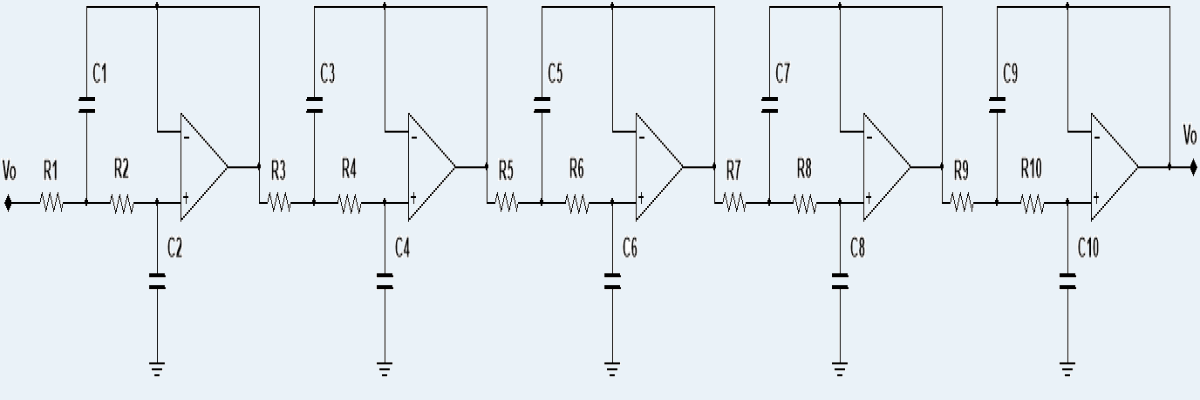 C1
C3
C5
C7
C9
Vo
R1
R2
R3
R4
R5
R6
R7
R8
R9
R10
Vo
-
-
-
-
-
+
+
+
+
+
C2
C4
C6
C8
C10